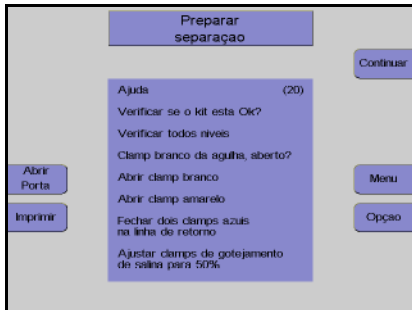 Preparar
separaçao
Continuar
Ajuda (20)
Verificar se o kit esta Ok?
Verificar todos niveis
Clamp branco da agulha, aberto?
Abrir
Porta
Abrir clamp branco
Menu
Abrir clamp amarelo
Imprimir
Fechar dois clamps azuis
na linha de retorno
Opçao
Ajustar clamps de gotejamento
de salina para 50%